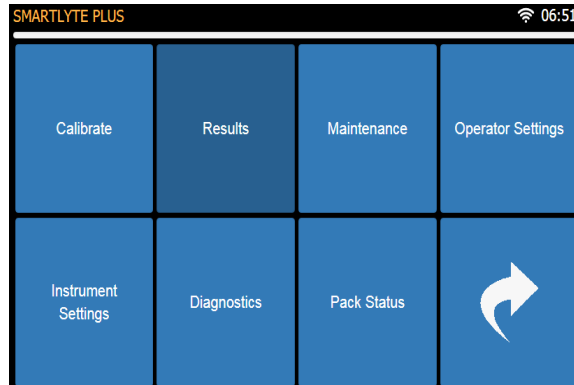 SMARTLYTE PLUS 06:51
Calibrate
Results
Maintenance
Operator Settings
Instrument
Settings
Diagnostics
Pack Status